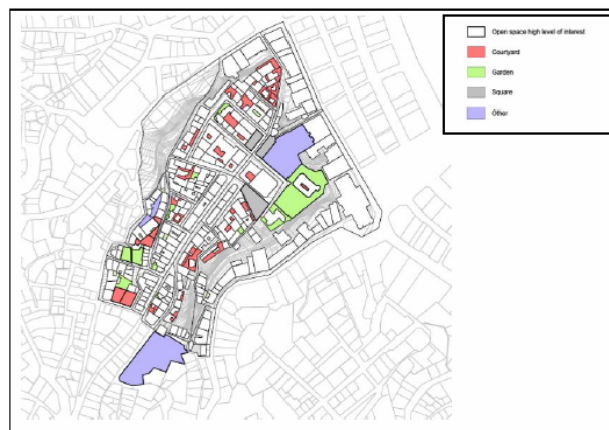 Open space high level of interest
Courtyard
Garden
Square
Other